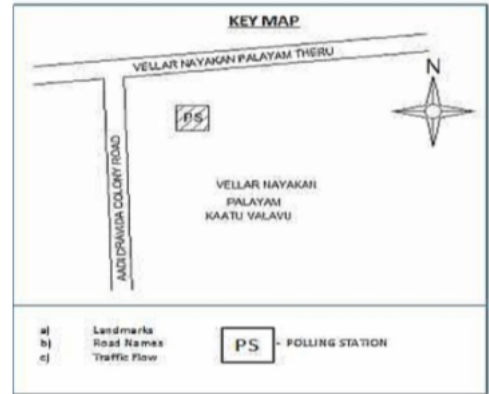 KEY MAP
VELLAR NAYAKAN PALAYAM THERU
N
PS
AADI DRAVIDA COLONY ROAD
VELLAR NAYAKAN
PALAYAM
KAATU VALAVU
a) Landmarks
b) Road Names
c) Traffic Flow
PS - POLLING STATION